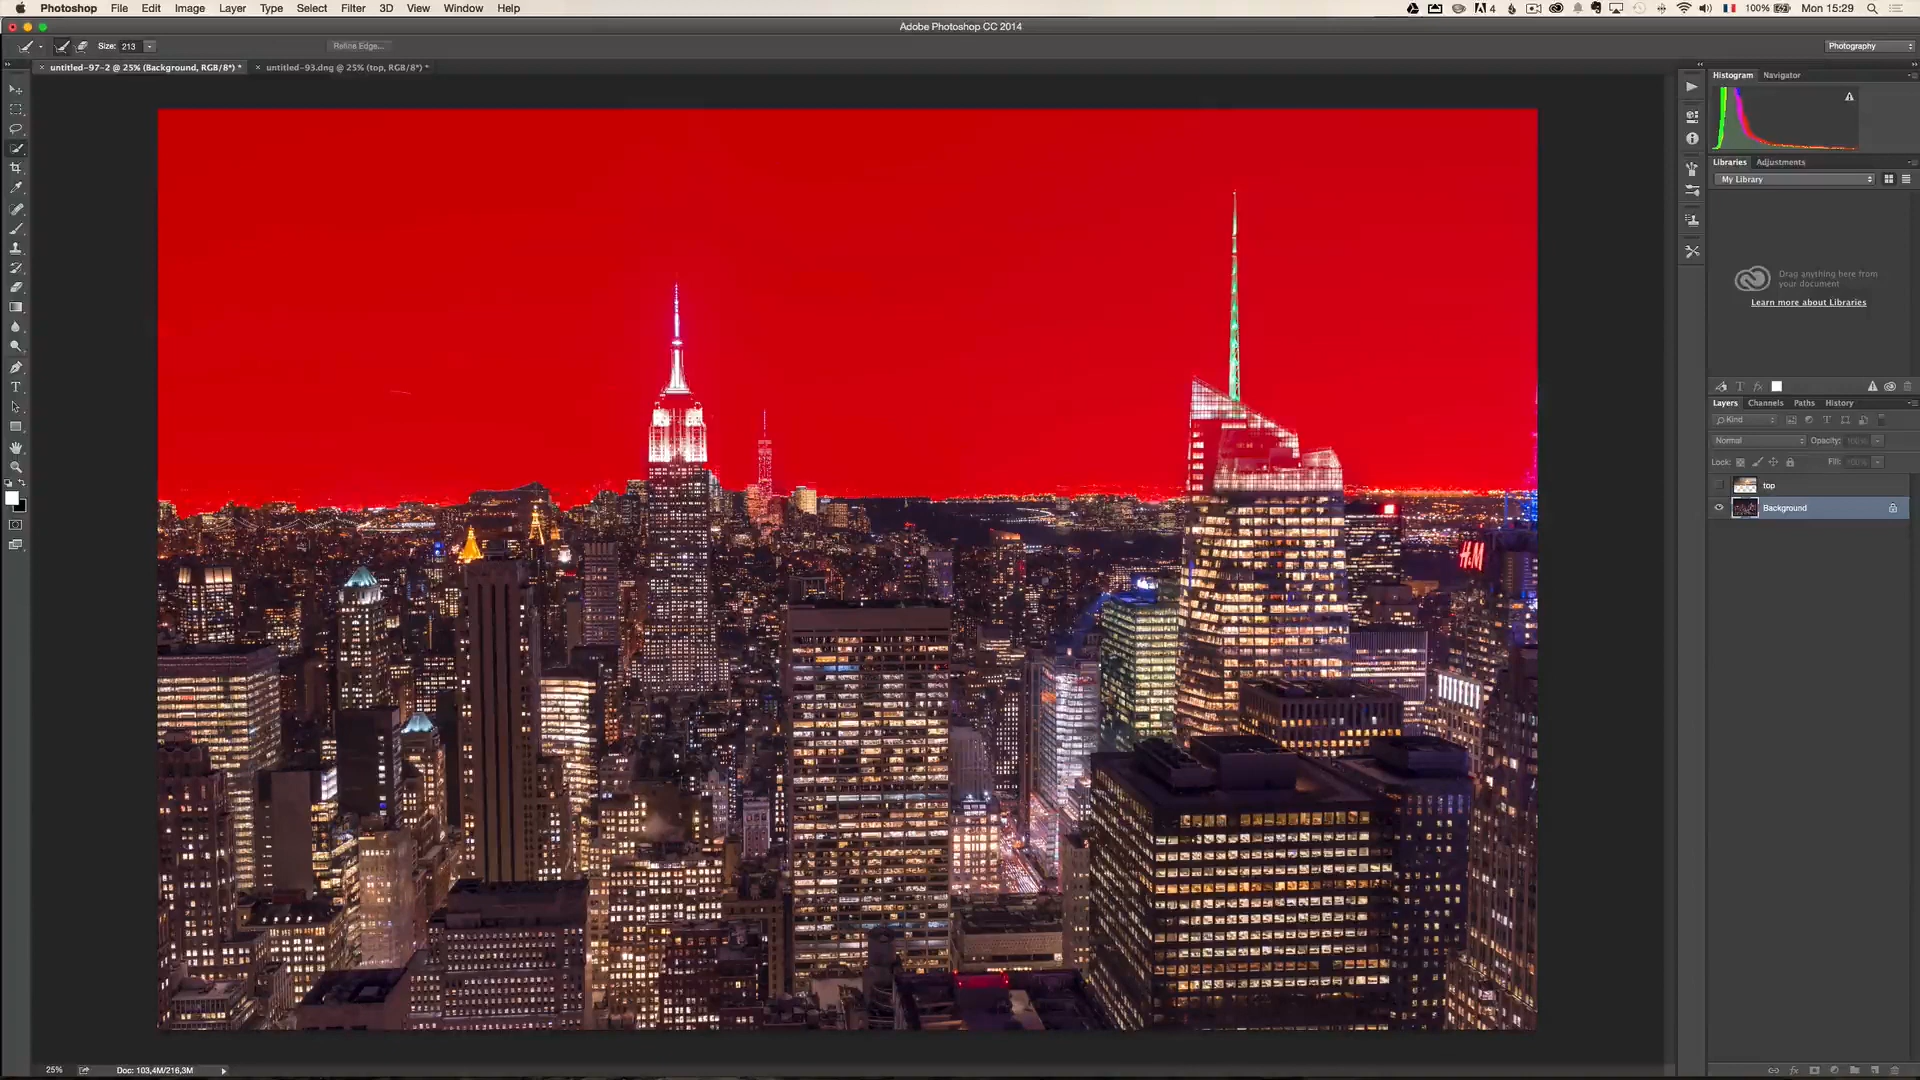 Photoshop File Edit Image Layer Type Select Filter 3D View Window Help
4 100% Mon 15:29
Adobe Photoshop CC 2014
Size: 213 Refine Edge... Photography
untitled-97-2 @ 25% (Background, RGB/8*) * untitled-93.dng @ 25% (top, RGB/8*) *
Histogram Navigator
Libraries Adjustments
My Library
Drag anything here from
your document
Learn more about Libraries
Layers Channels Paths History
Kind
Normal Opacity: 100%
Lock: Fill: 100%
top
Background
H&M
25% Doc: 103,4M/216,3M